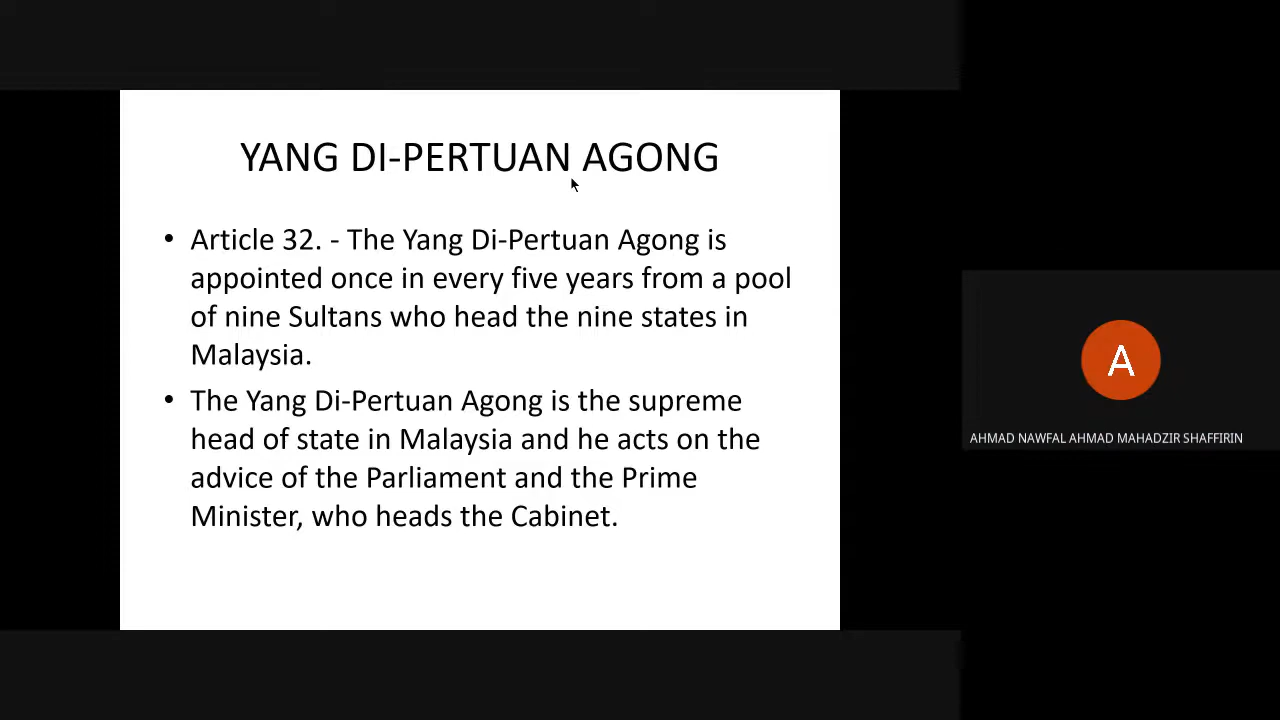 YANG DI-PERTUAN AGONG
• Article 32. - The Yang Di-Pertuan Agong is
appointed once in every five years from a pool
of nine Sultans who head the nine states in
Malaysia.
• The Yang Di-Pertuan Agong is the supreme
head of state in Malaysia and he acts on the
advice of the Parliament and the Prime
Minister, who heads the Cabinet.
A
AHMAD NAWFAL AHMAD MAHADZIR SHAFFIRIN